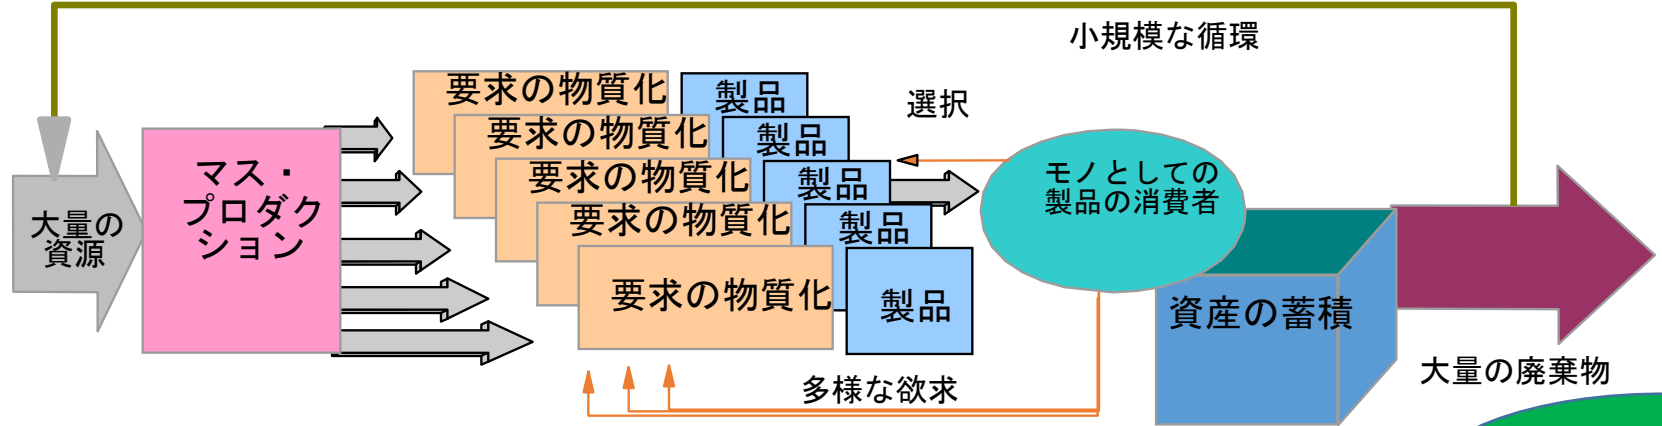 小規模な循環
要求の物質化
製品
要求の物質化
製品
要求の物質化
製品
要求の物質化
製品
要求の物質化
製品
選択
マス・
プロダク
ション
大量の
資源
モノとしての
製品の消費者
資産の蓄積
多様な欲求
大量の廃棄物